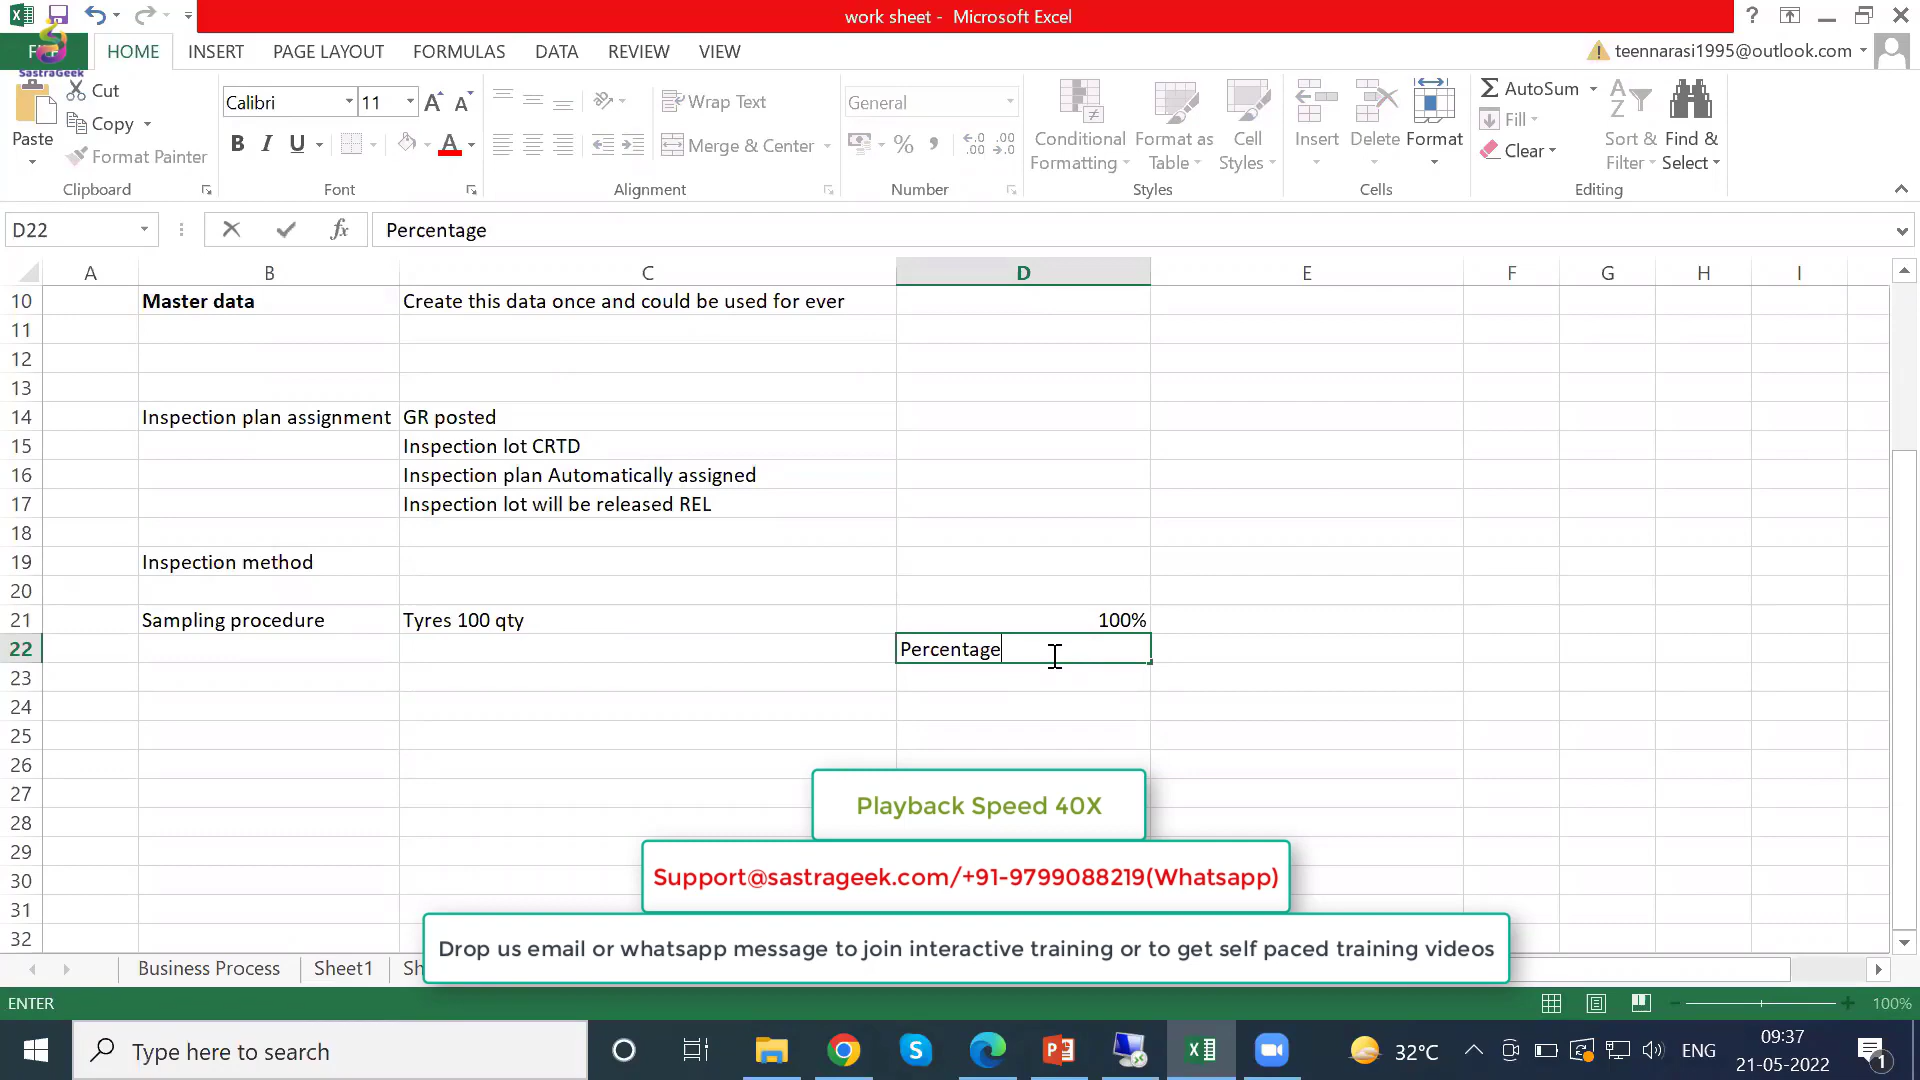 work sheet - Microsoft Excel
?
FILE HOME INSERT PAGE LAYOUT FORMULAS DATA REVIEW VIEW
teennarasi1995@outlook.com
SastraGeek
Paste
Cut
Copy
Format Painter
Clipboard
Calibri 11
B I U
Font
Wrap Text
Merge & Center
Alignment
General
%
Number
Conditional Formatting
Format as Table
Cell Styles
Styles
Insert
Delete
Format
Cells
AutoSum
Fill
Clear
Sort & Filter
Find & Select
Editing
D22 fx Percentage
A B C D E F G H I
10 Master data Create this data once and could be used for ever
11
12
13
14 Inspection plan assignment GR posted
15 Inspection lot CRTD
16 Inspection plan Automatically assigned
17 Inspection lot will be released REL
18
19 Inspection method
20
21 Sampling procedure Tyres 100 qty 100%
22 Percentage
23
24
25
26
27
28
29
30
31
32
Playback Speed 40X
Support@sastrageek.com/+91-9799088219(Whatsapp)
Drop us email or whatsapp message to join interactive training or to get self paced training videos
Business Process Sheet1 Sh
ENTER
100%
Type here to search
32°C
ENG
09:37
21-05-2022
1